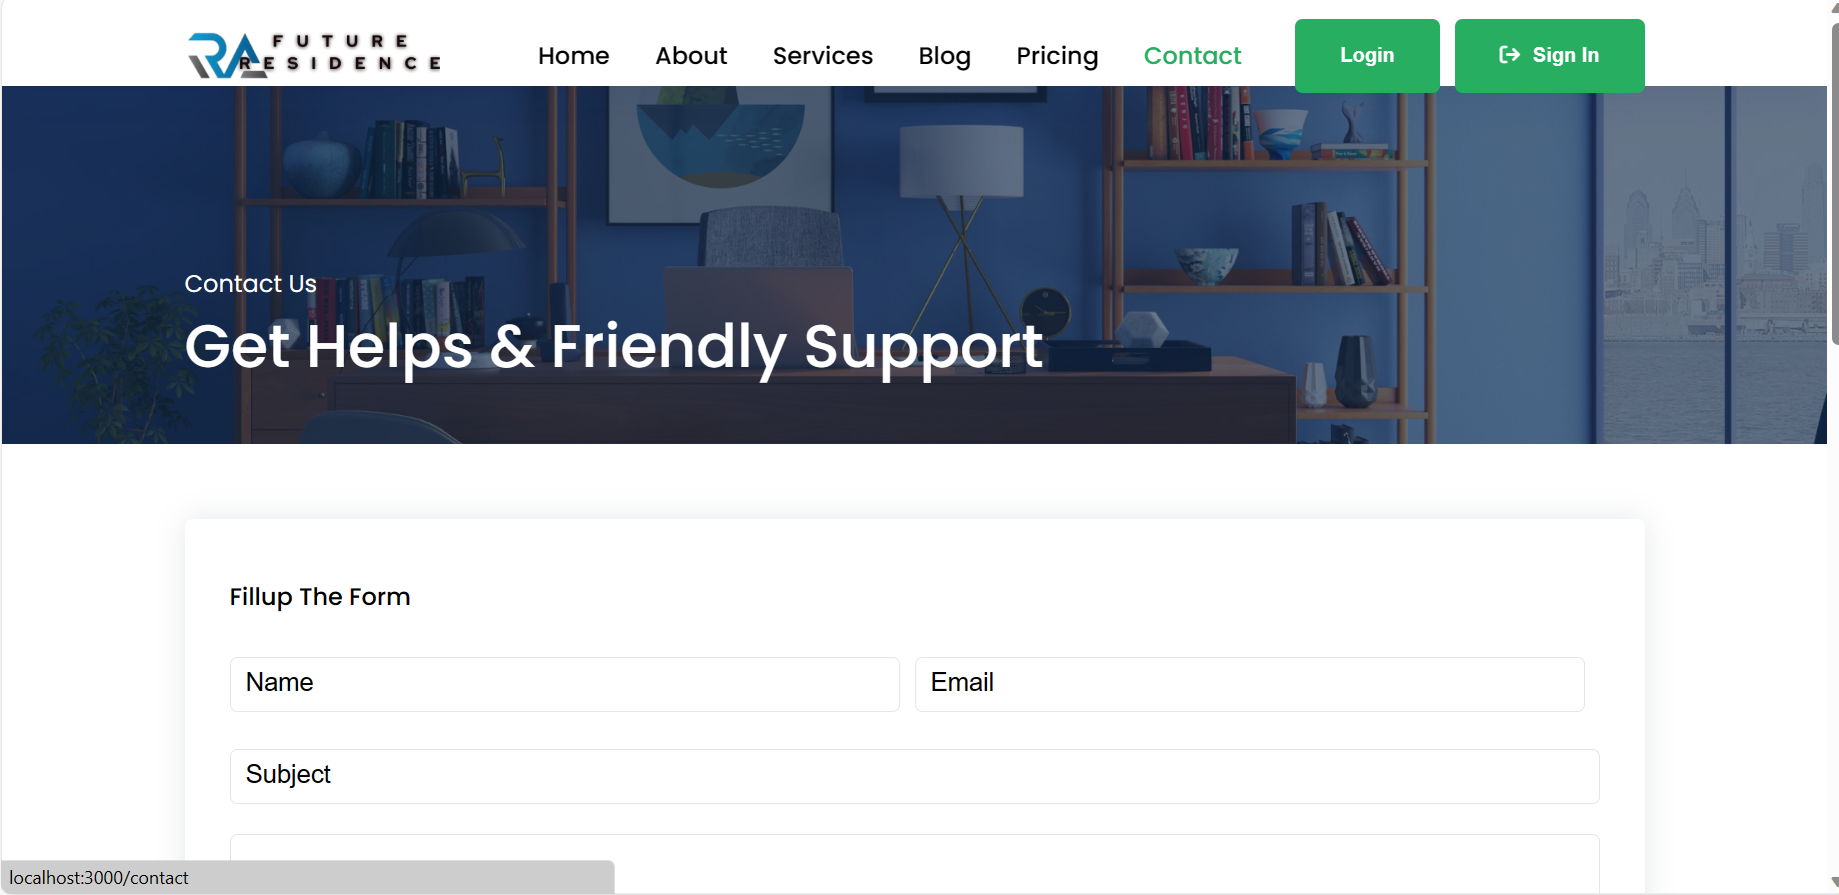 FUTURE
RESIDENCE
Home About Services Blog Pricing Contact Login Sign In
Contact Us
Get Helps & Friendly Support
Fillup The Form
Name Email
Subject
localhost:3000/contact